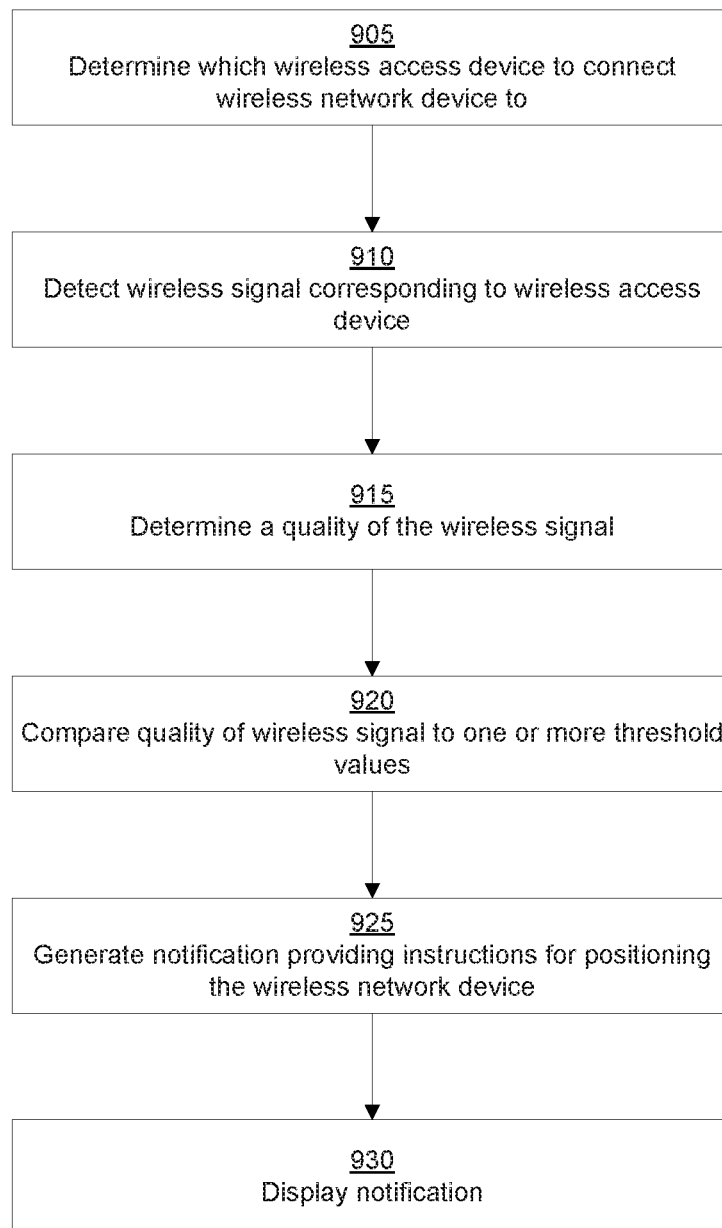 905
Determine which wireless access device to connect
wireless network device to
910
Detect wireless signal corresponding to wireless access
device
915
Determine a quality of the wireless signal
920
Compare quality of wireless signal to one or more threshold
values
925
Generate notification providing instructions for positioning
the wireless network device
930
Display notification